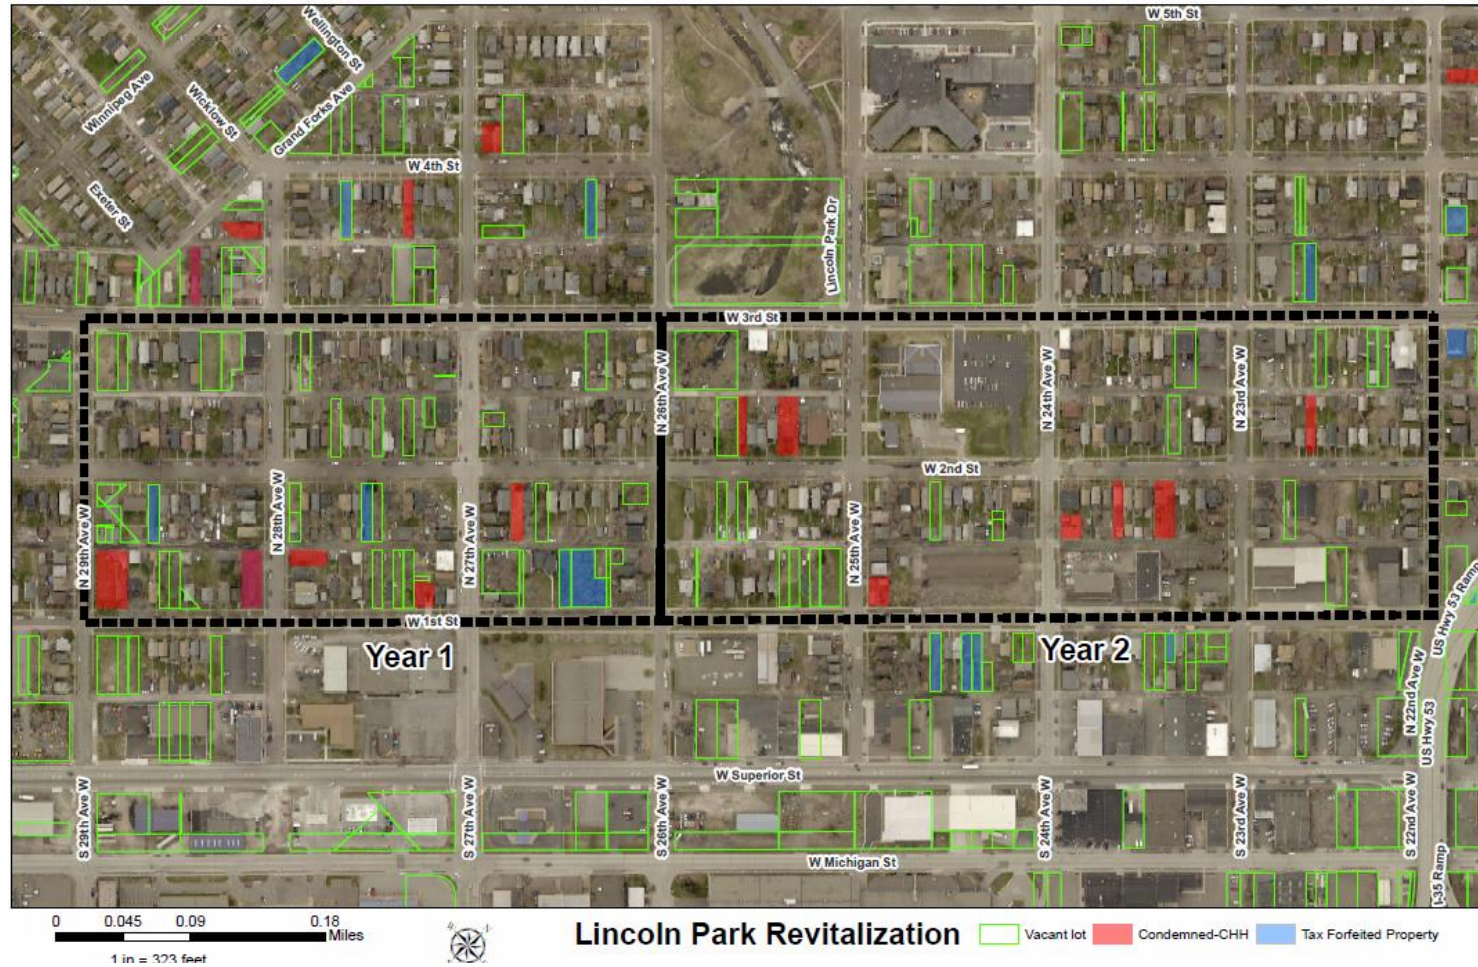 W 5th St
Wellington St
Winnipeg Ave
Wicklow St
Grand Forks Ave
W 4th St
Exeter St
Lincoln Park Dr
W 3rd St
N 26th Ave W
N 24th Ave W
N 23rd Ave W
W 2nd St
N 29th Ave W
N 28th Ave W
N 27th Ave W
N 25th Ave W
W 1st St
US Hwy 53 Ramp
Year 1
Year 2
N 22nd Ave W
US Hwy 53
W Superior St
S 29th Ave W
S 27th Ave W
S 26th Ave W
S 24th Ave W
S 23rd Ave W
S 22nd Ave W
W Michigan St
I-35 Ramp
0 0.045 0.09 0.18
Miles
1 in = 323 feet
Lincoln Park Revitalization
Vacant lot
Condemned-CHH
Tax Forfeited Property